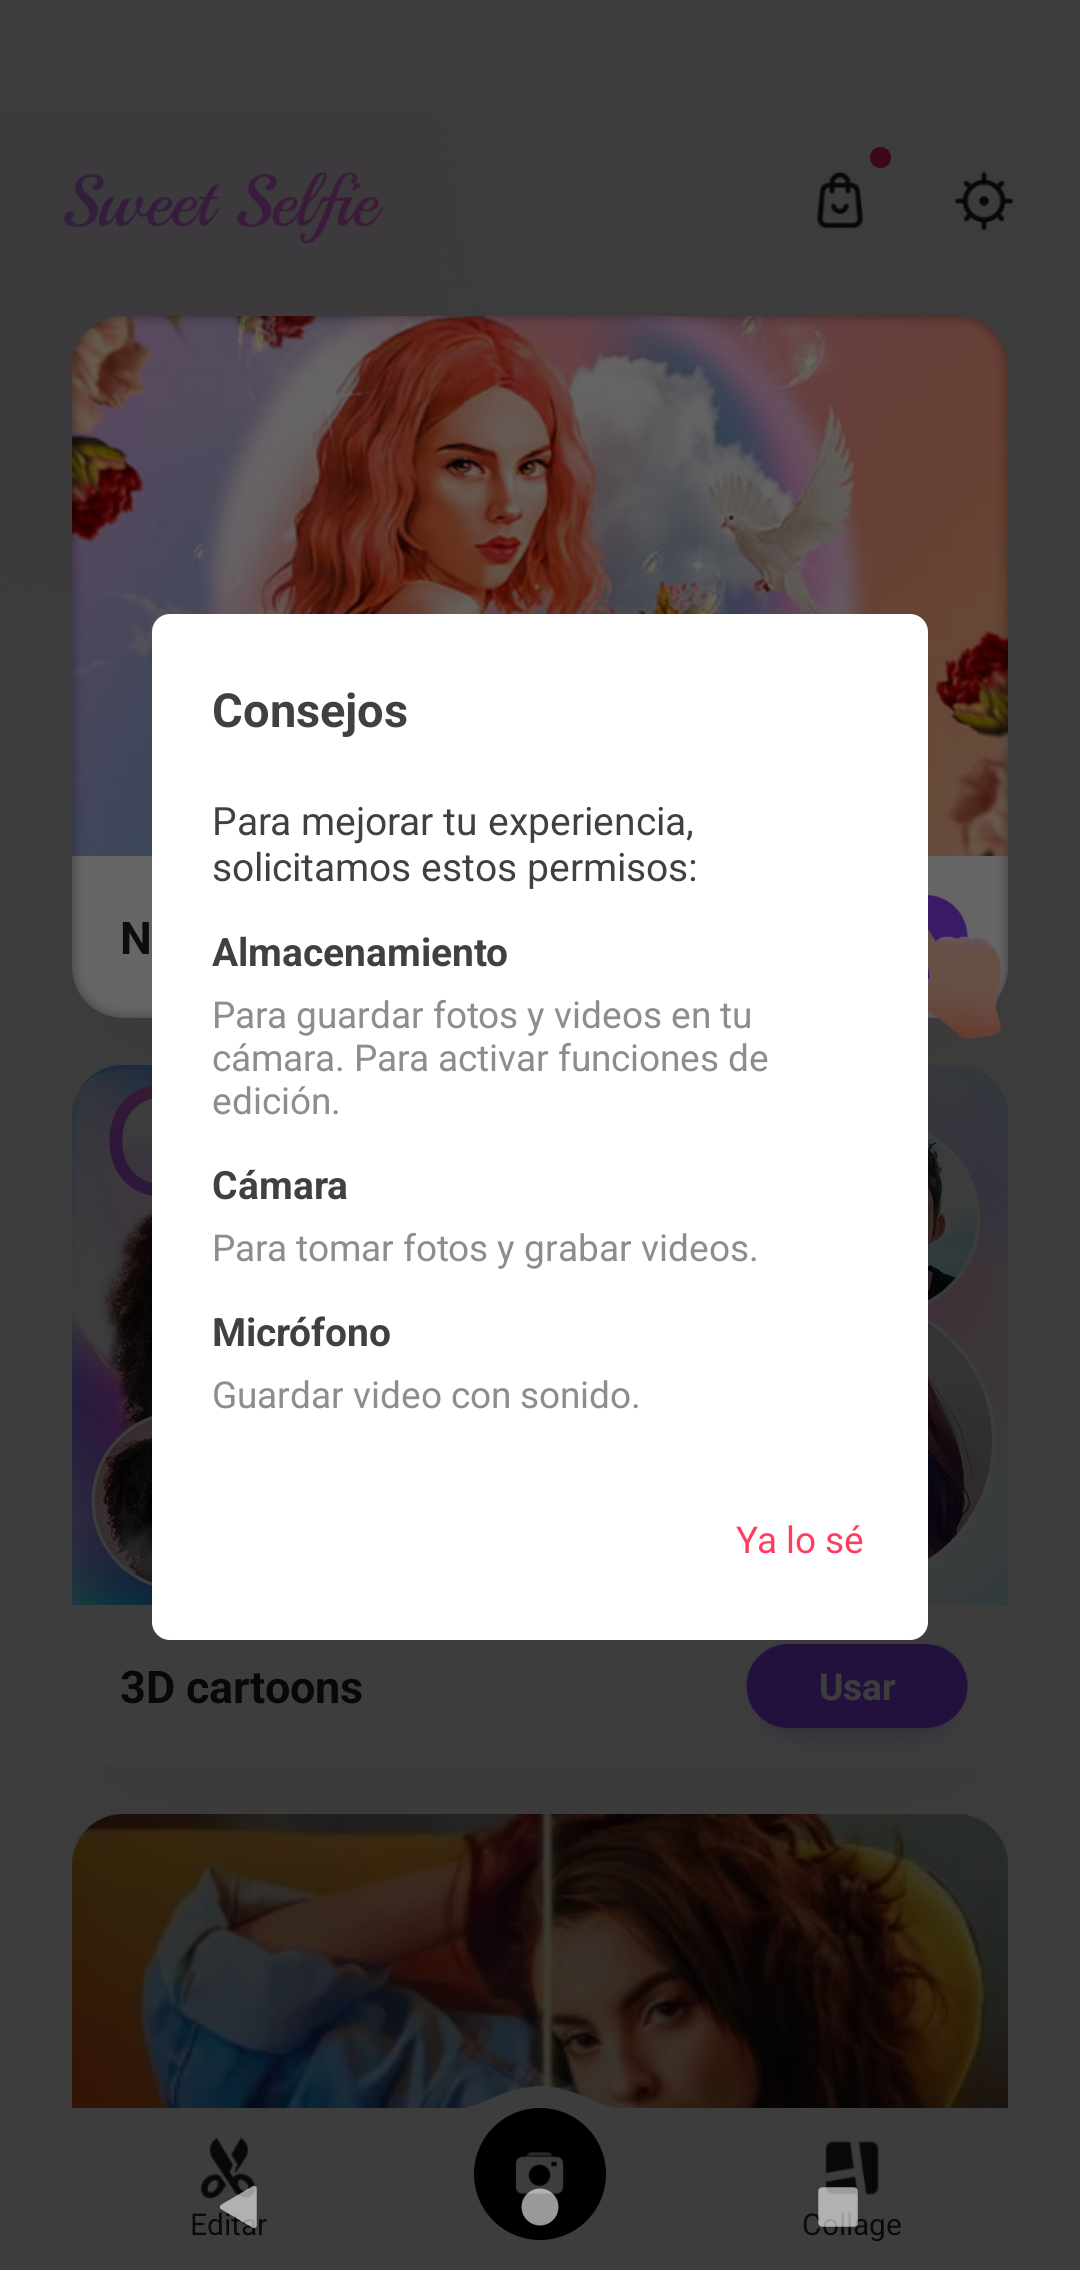 Sweet Selfie
Consejos
Para mejorar tu experiencia,
solicitamos estos permisos:
Almacenamiento
Para guardar fotos y videos en tu
cámara. Para activar funciones de
edición.
Cámara
Para tomar fotos y grabar videos.
Micrófono
Guardar video con sonido.
Ya lo sé
3D cartoons
Usar
Editar
Collage